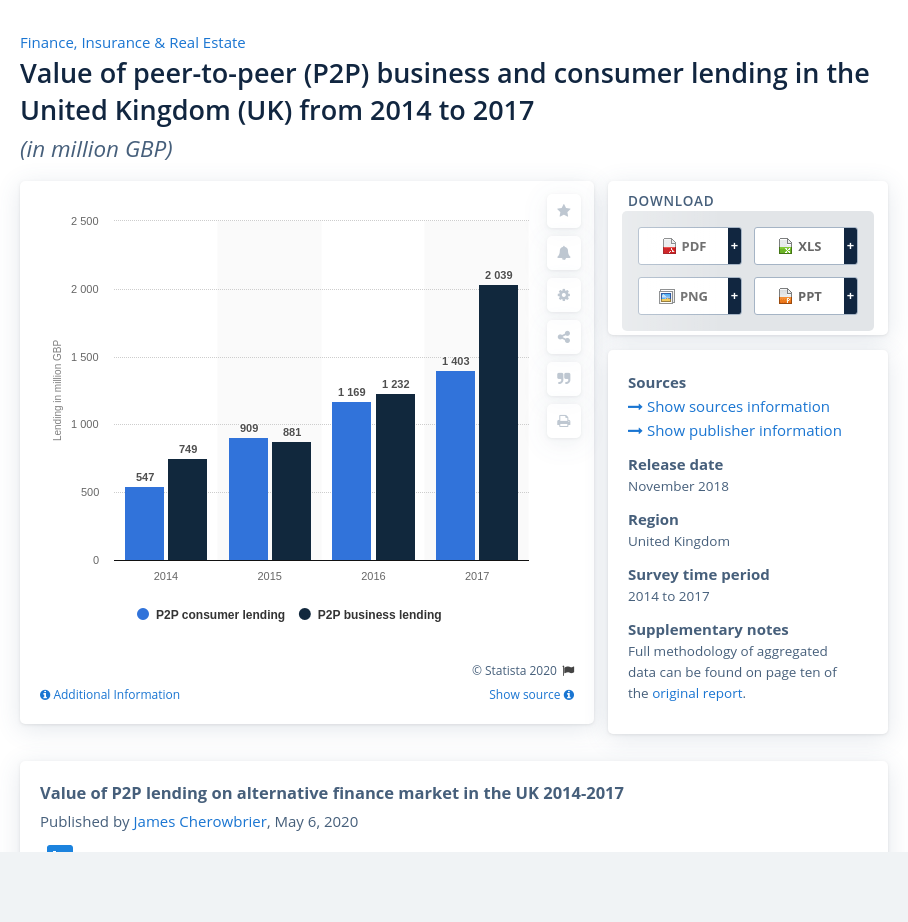 Finance, Insurance & Real Estate
Value of peer-to-peer (P2P) business and consumer lending in the
United Kingdom (UK) from 2014 to 2017
(in million GBP)
Lending in million GBP
2 500
2 000
1 500
1 000
500
0
547
749
909
881
1 169
1 232
1 403
2 039
2014
2015
2016
2017
P2P consumer lending
P2P business lending
© Statista 2020
Additional Information
Show source
DOWNLOAD
PDF +
XLS +
PNG +
PPT +
Sources
Show sources information
Show publisher information
Release date
November 2018
Region
United Kingdom
Survey time period
2014 to 2017
Supplementary notes
Full methodology of aggregated
data can be found on page ten of
the original report.
Value of P2P lending on alternative finance market in the UK 2014-2017
Published by James Cherowbrier, May 6, 2020